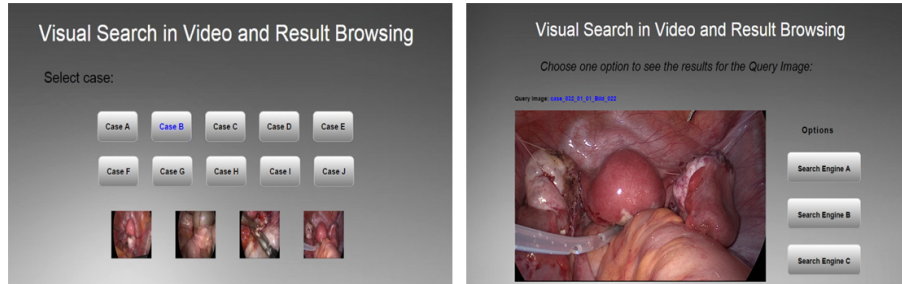 Visual Search in Video and Result Browsing
Select case:
Case A Case B Case C Case D Case E
Case F Case G Case H Case I Case J
Visual Search in Video and Result Browsing
Choose one option to see the results for the Query Image:
Query Image: case_032_01_01_Bild_022
Options
Search Engine A
Search Engine B
Search Engine C